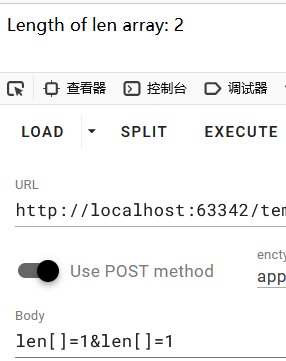 Length of len array: 2
查看器 控制台 调试器
LOAD SPLIT EXECUTE
URL
http://localhost:63342/ten
Use POST method
encty
app
Body
len[]=1&len[]=1